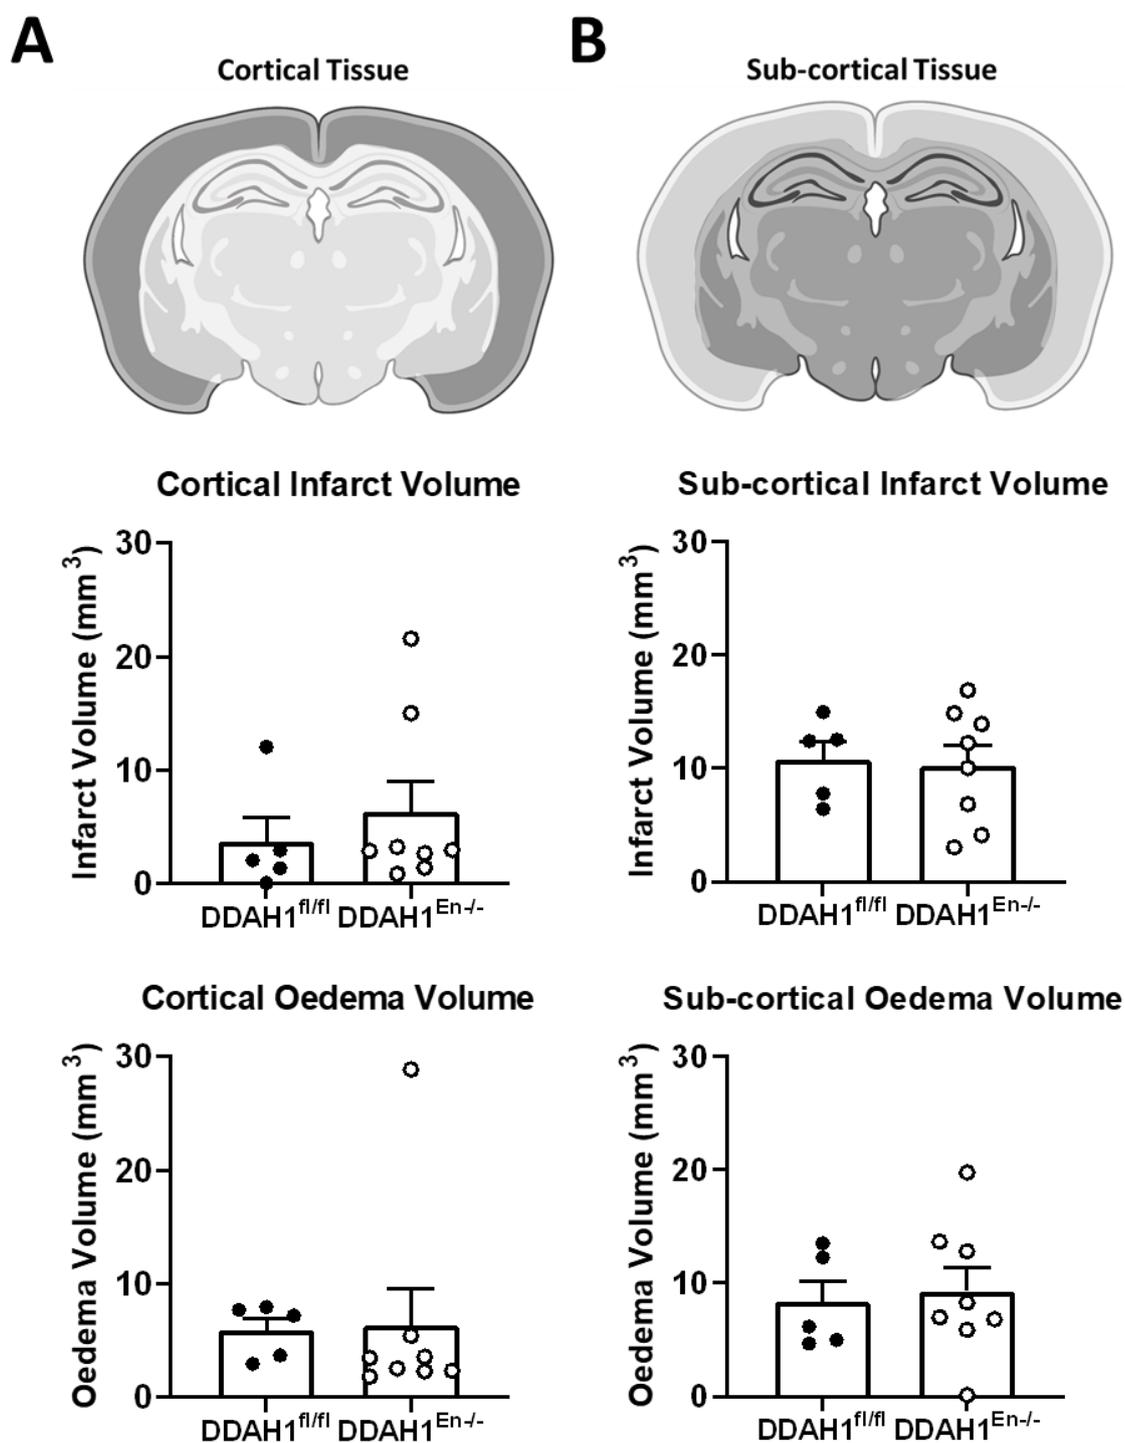 A
B
Cortical Tissue
Sub-cortical Tissue
Cortical Infarct Volume
Infarct Volume (mm³)
30
20
10
0
DDAH1fl/fl DDAH1En-/-
Sub-cortical Infarct Volume
Infarct Volume (mm³)
30
20
10
0
DDAH1fl/fl DDAH1En-/-
Cortical Oedema Volume
Oedema Volume (mm³)
30
20
10
0
DDAH1fl/fl DDAH1En-/-
Sub-cortical Oedema Volume
Oedema Volume (mm³)
30
20
10
0
DDAH1fl/fl DDAH1En-/-